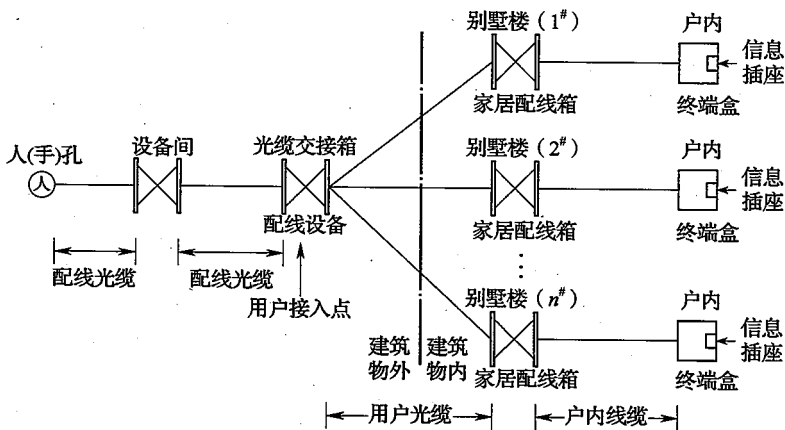 别墅楼（1#）
户内
信息
插座
家居配线箱
终端盒
人(手)孔
人
设备间
光缆交接箱
配线设备
别墅楼（2#）
户内
信息
插座
家居配线箱
终端盒
配线光缆
配线光缆
用户接入点
别墅楼（n#）
户内
信息
插座
建筑
物外
建筑
物内
家居配线箱
终端盒
用户光缆
户内线缆